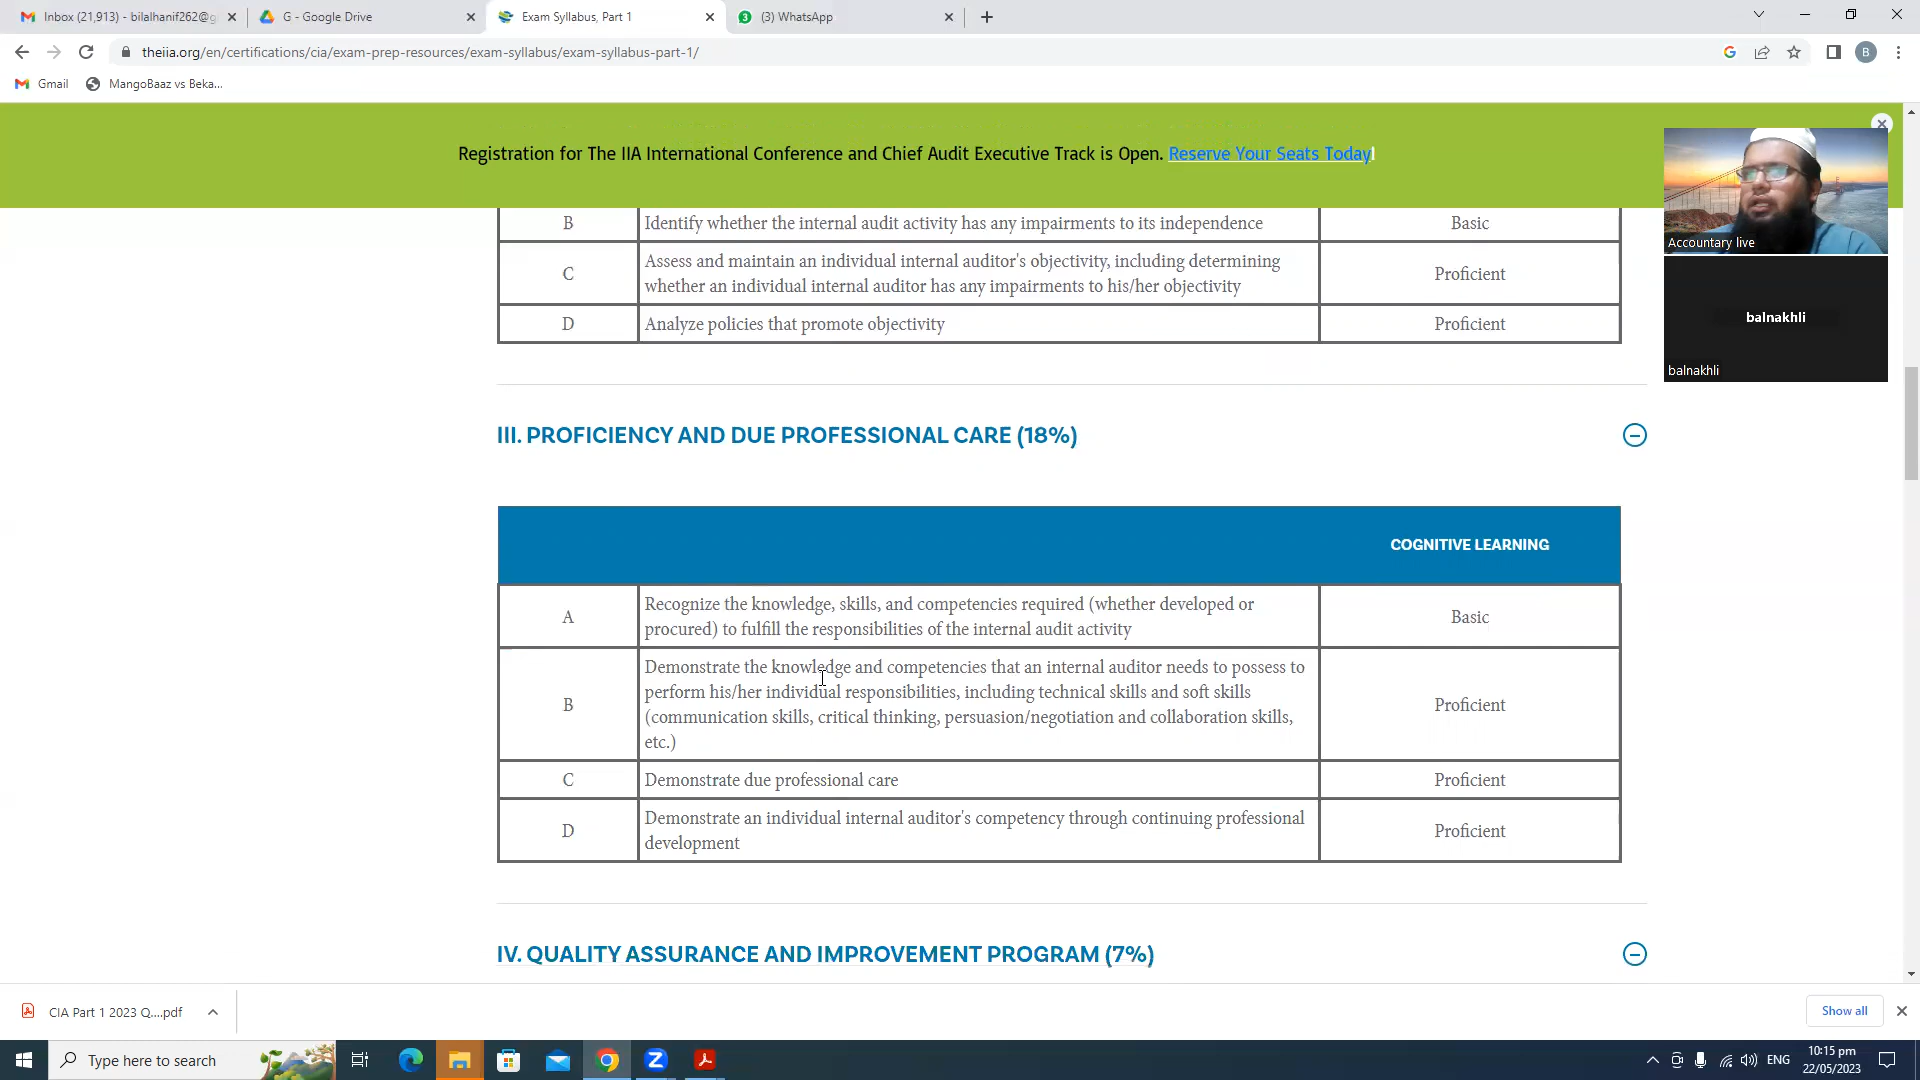 Inbox (21,913) - bilalhanif262@g
G - Google Drive
Exam Syllabus, Part 1
(3) WhatsApp
theiia.org/en/certifications/cia/exam-prep-resources/exam-syllabus/exam-syllabus-part-1/
B
Gmail
MangoBaaz vs Beka...
Registration for The IIA International Conference and Chief Audit Executive Track is Open. Reserve Your Seats Today!
Accountary live
balnakhli
balnakhli
B Identify whether the internal audit activity has any impairments to its independence Basic
C Assess and maintain an individual internal auditor's objectivity, including determining
whether an individual internal auditor has any impairments to his/her objectivity Proficient
D Analyze policies that promote objectivity Proficient
III. PROFICIENCY AND DUE PROFESSIONAL CARE (18%)
COGNITIVE LEARNING
A Recognize the knowledge, skills, and competencies required (whether developed or
procured) to fulfill the responsibilities of the internal audit activity Basic
B Demonstrate the knowledge and competencies that an internal auditor needs to possess to
perform his/her individual responsibilities, including technical skills and soft skills
(communication skills, critical thinking, persuasion/negotiation and collaboration skills,
etc.) Proficient
C Demonstrate due professional care Proficient
D Demonstrate an individual internal auditor's competency through continuing professional
development Proficient
IV. QUALITY ASSURANCE AND IMPROVEMENT PROGRAM (7%)
CIA Part 1 2023 Q....pdf
Show all
Type here to search
ENG
10:15 pm
22/05/2023